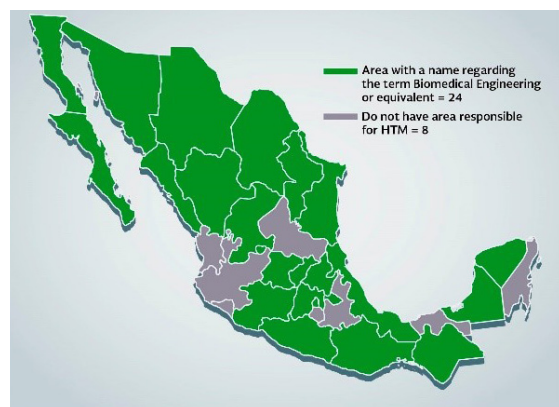 Area with a name regarding
the term Biomedical Engineering
or equivalent = 24
Do not have area responsible
for HTM = 8